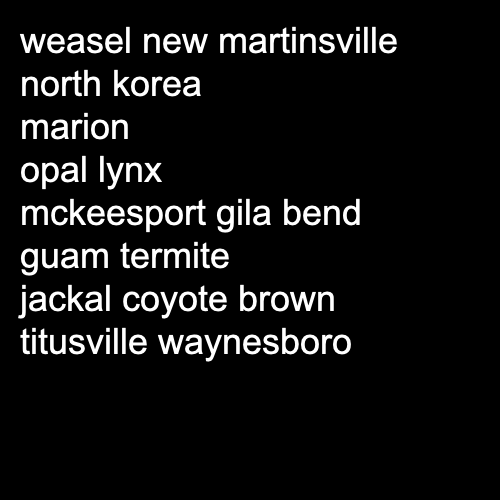 weasel new martinsville
north korea
marion
opal lynx
mckeesport gila bend
guam termite
jackal coyote brown
titusville waynesboro